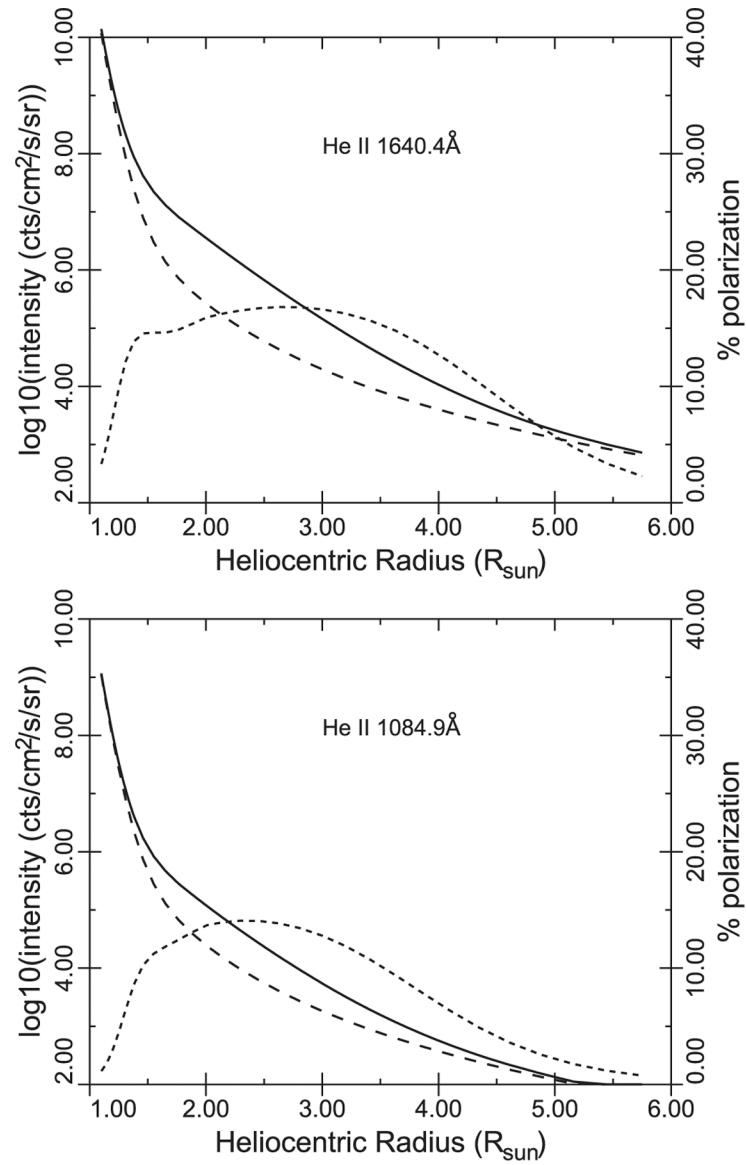 10.00
8.00
6.00
4.00
2.00
log10(intensity (cts/cm2/s/sr))
He II 1640.4Å
40.00
30.00
20.00
10.00
0.00
% polarization
1.00 2.00 3.00 4.00 5.00 6.00
Heliocentric Radius (Rsun)
10.00
8.00
6.00
4.00
2.00
log10(intensity (cts/cm2/s/sr))
He II 1084.9Å
40.00
30.00
20.00
10.00
0.00
% polarization
1.00 2.00 3.00 4.00 5.00 6.00
Heliocentric Radius (Rsun)